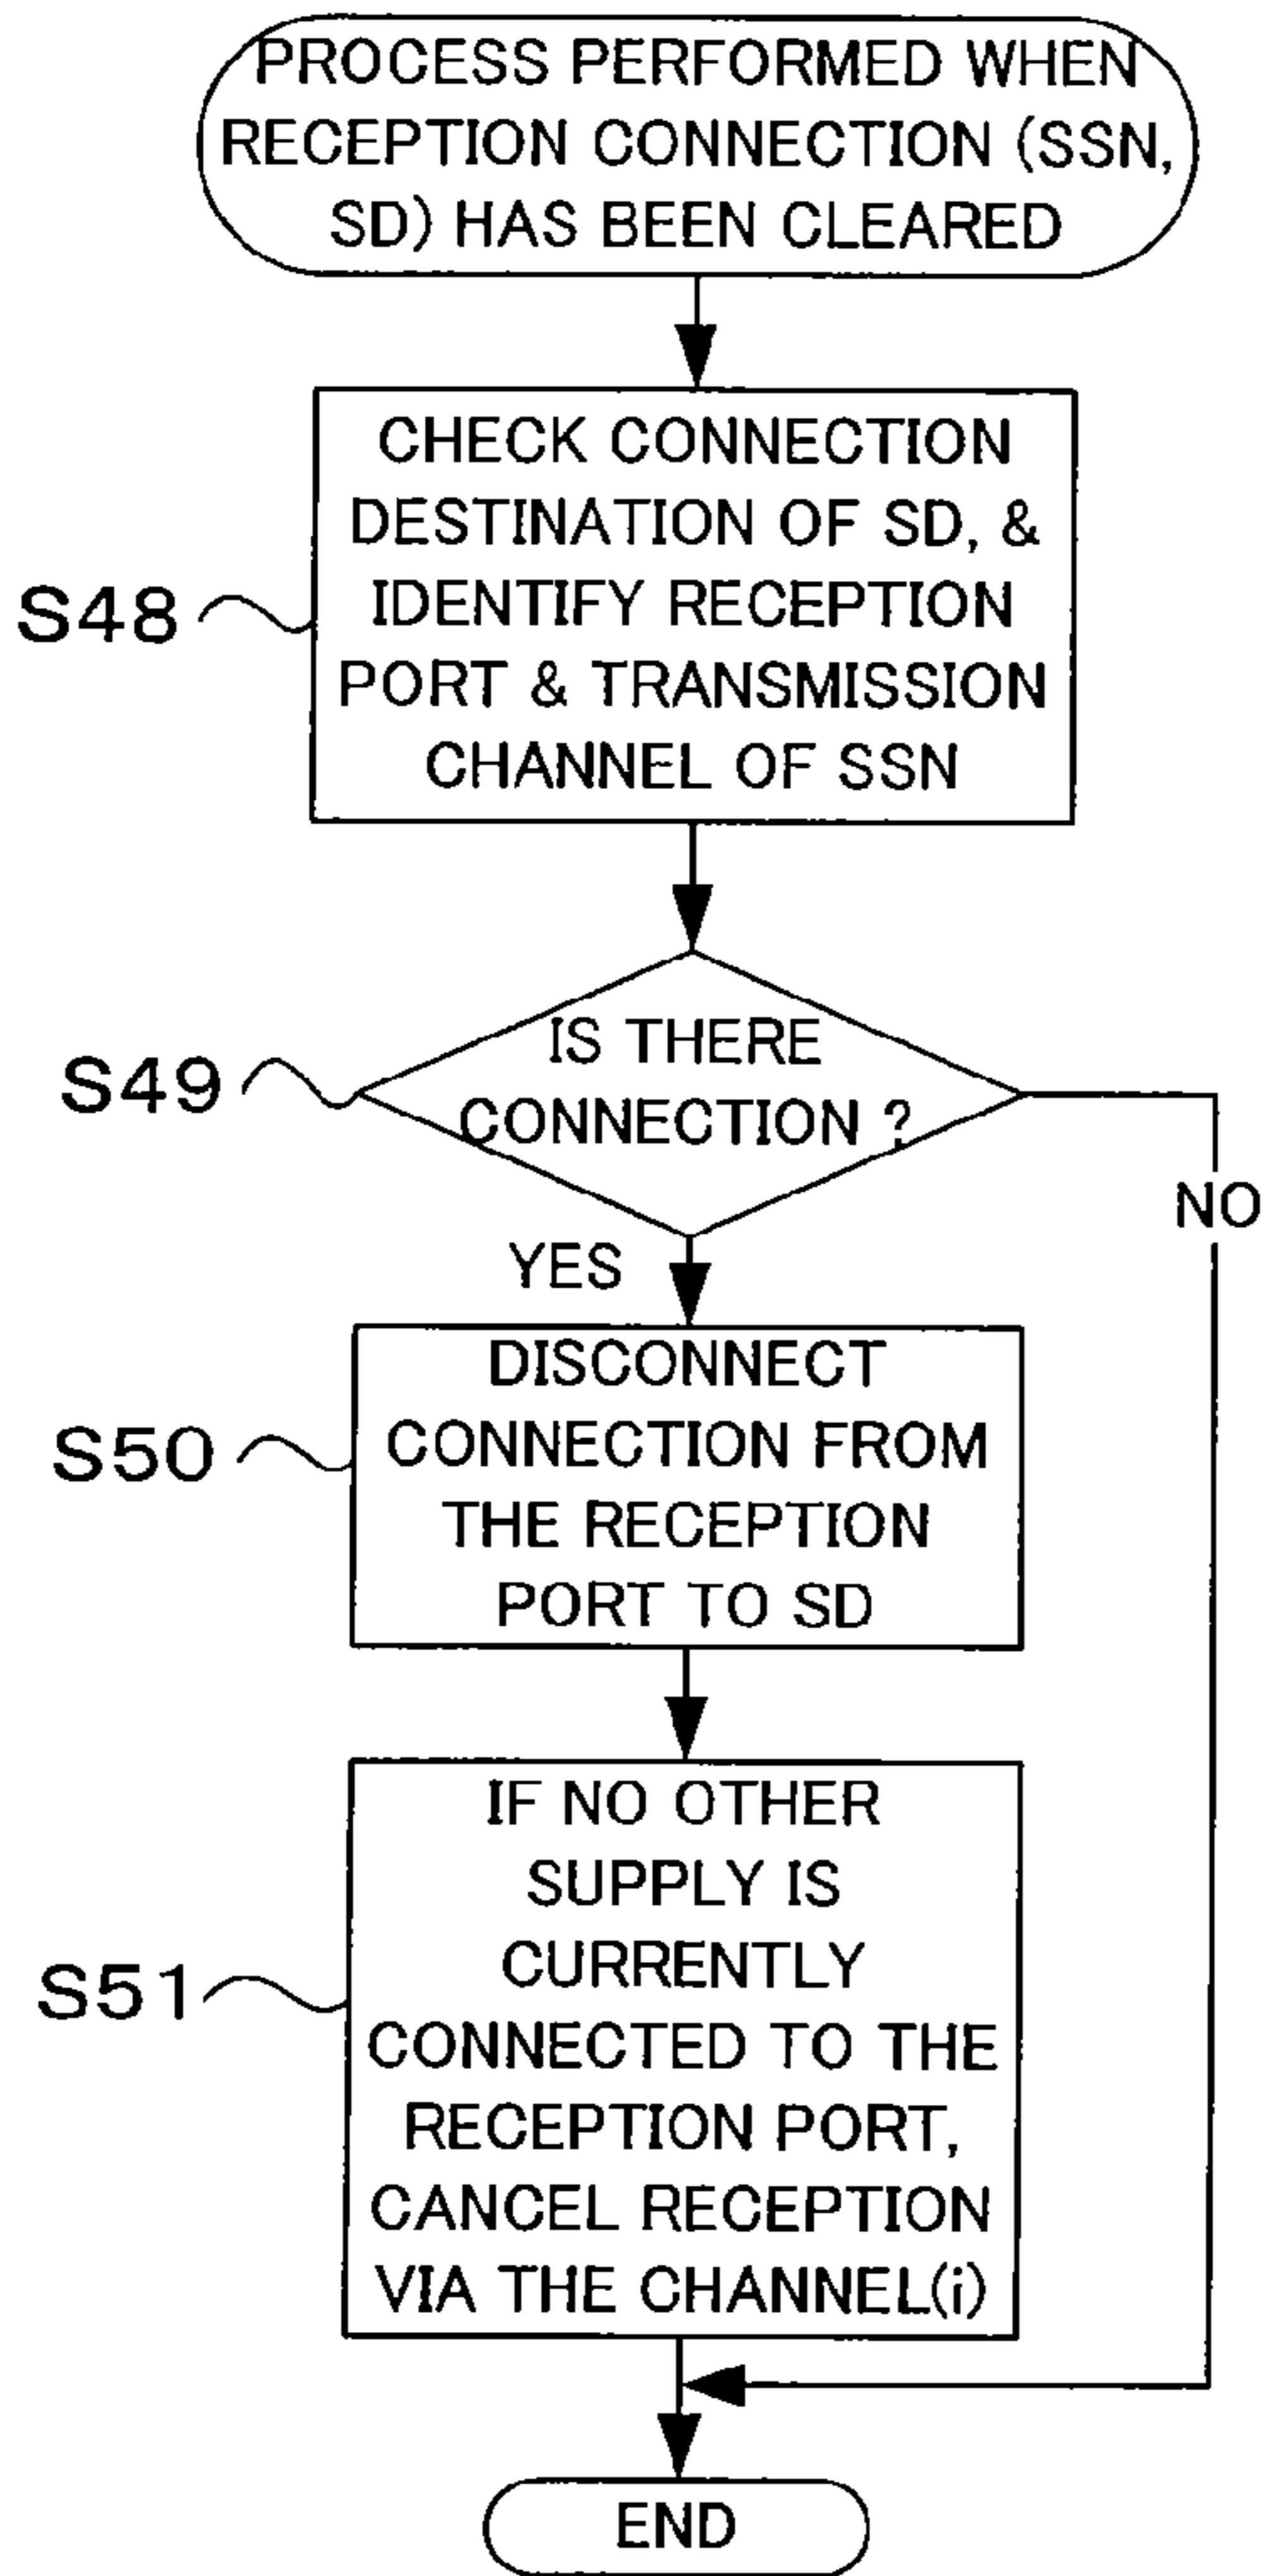 PROCESS PERFORMED WHEN
RECEPTION CONNECTION (SSN,
SD) HAS BEEN CLEARED
CHECK CONNECTION
DESTINATION OF SD, &
IDENTIFY RECEPTION
PORT & TRANSMISSION
CHANNEL OF SSN
S48
IS THERE
CONNECTION ?
S49
NO
YES
DISCONNECT
CONNECTION FROM
THE RECEPTION
PORT TO SD
S50
IF NO OTHER
SUPPLY IS
CURRENTLY
CONNECTED TO THE
RECEPTION PORT,
CANCEL RECEPTION
VIA THE CHANNEL(i)
S51
END